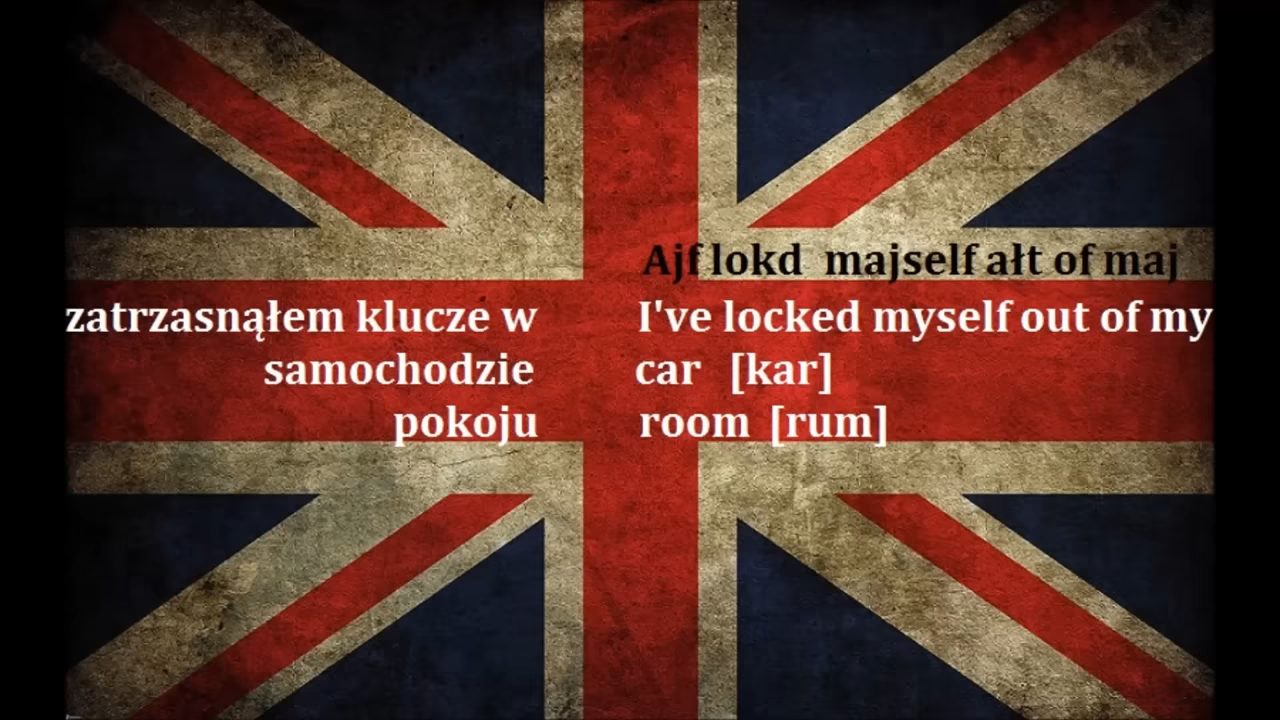 Ajf lokd majself ałt of maj
zatrzasnąłem klucze w I've locked myself out of my
samochodzie car [kar]
pokoju room [rum]